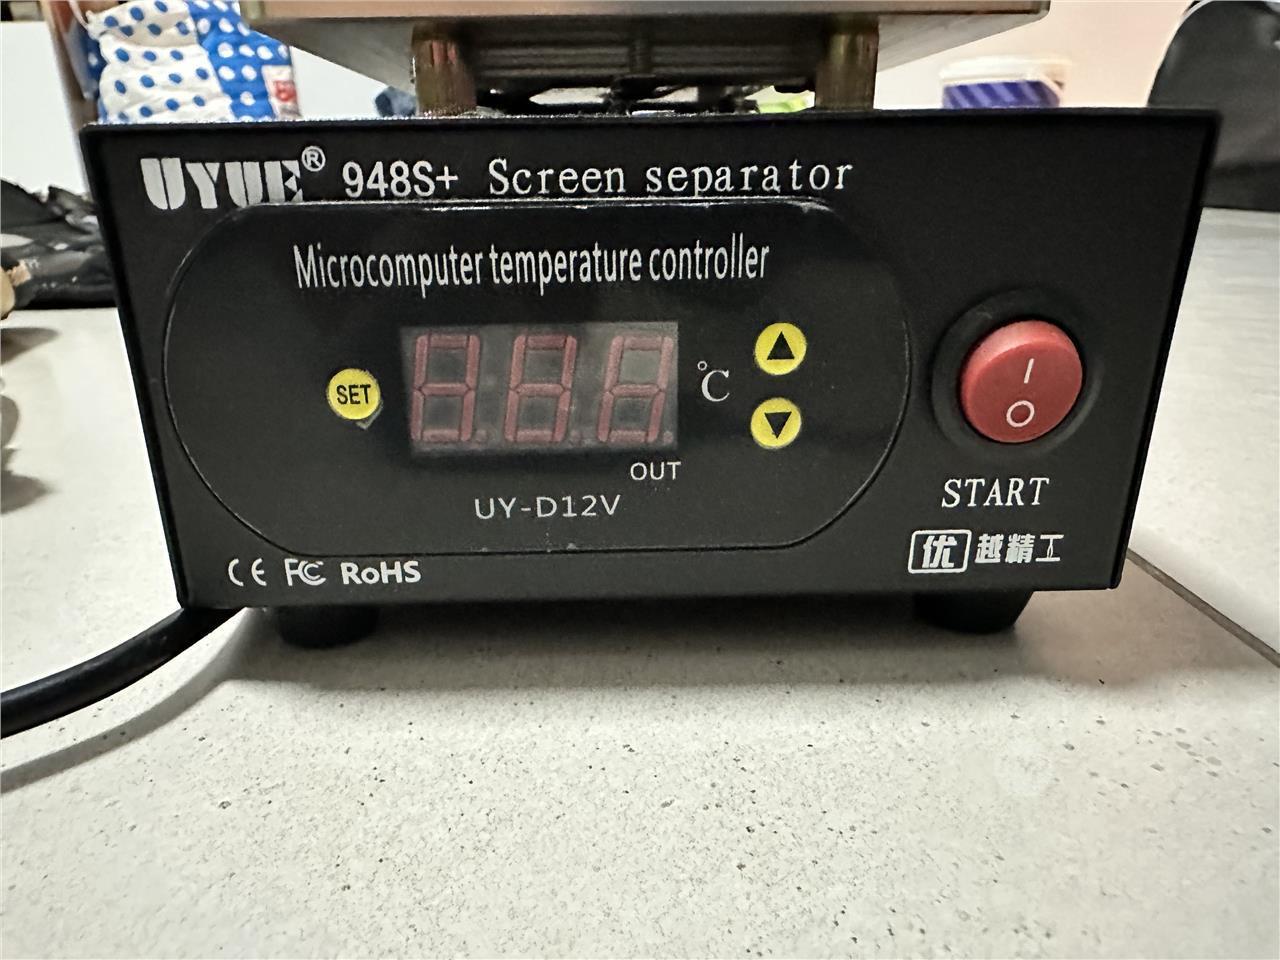 UYUE® 948S+ Screen separator
Microcomputer temperature controller
SET
°C
▲
▼
OUT
UY-D12V
I
O
START
CE FC RoHS
优 越精工